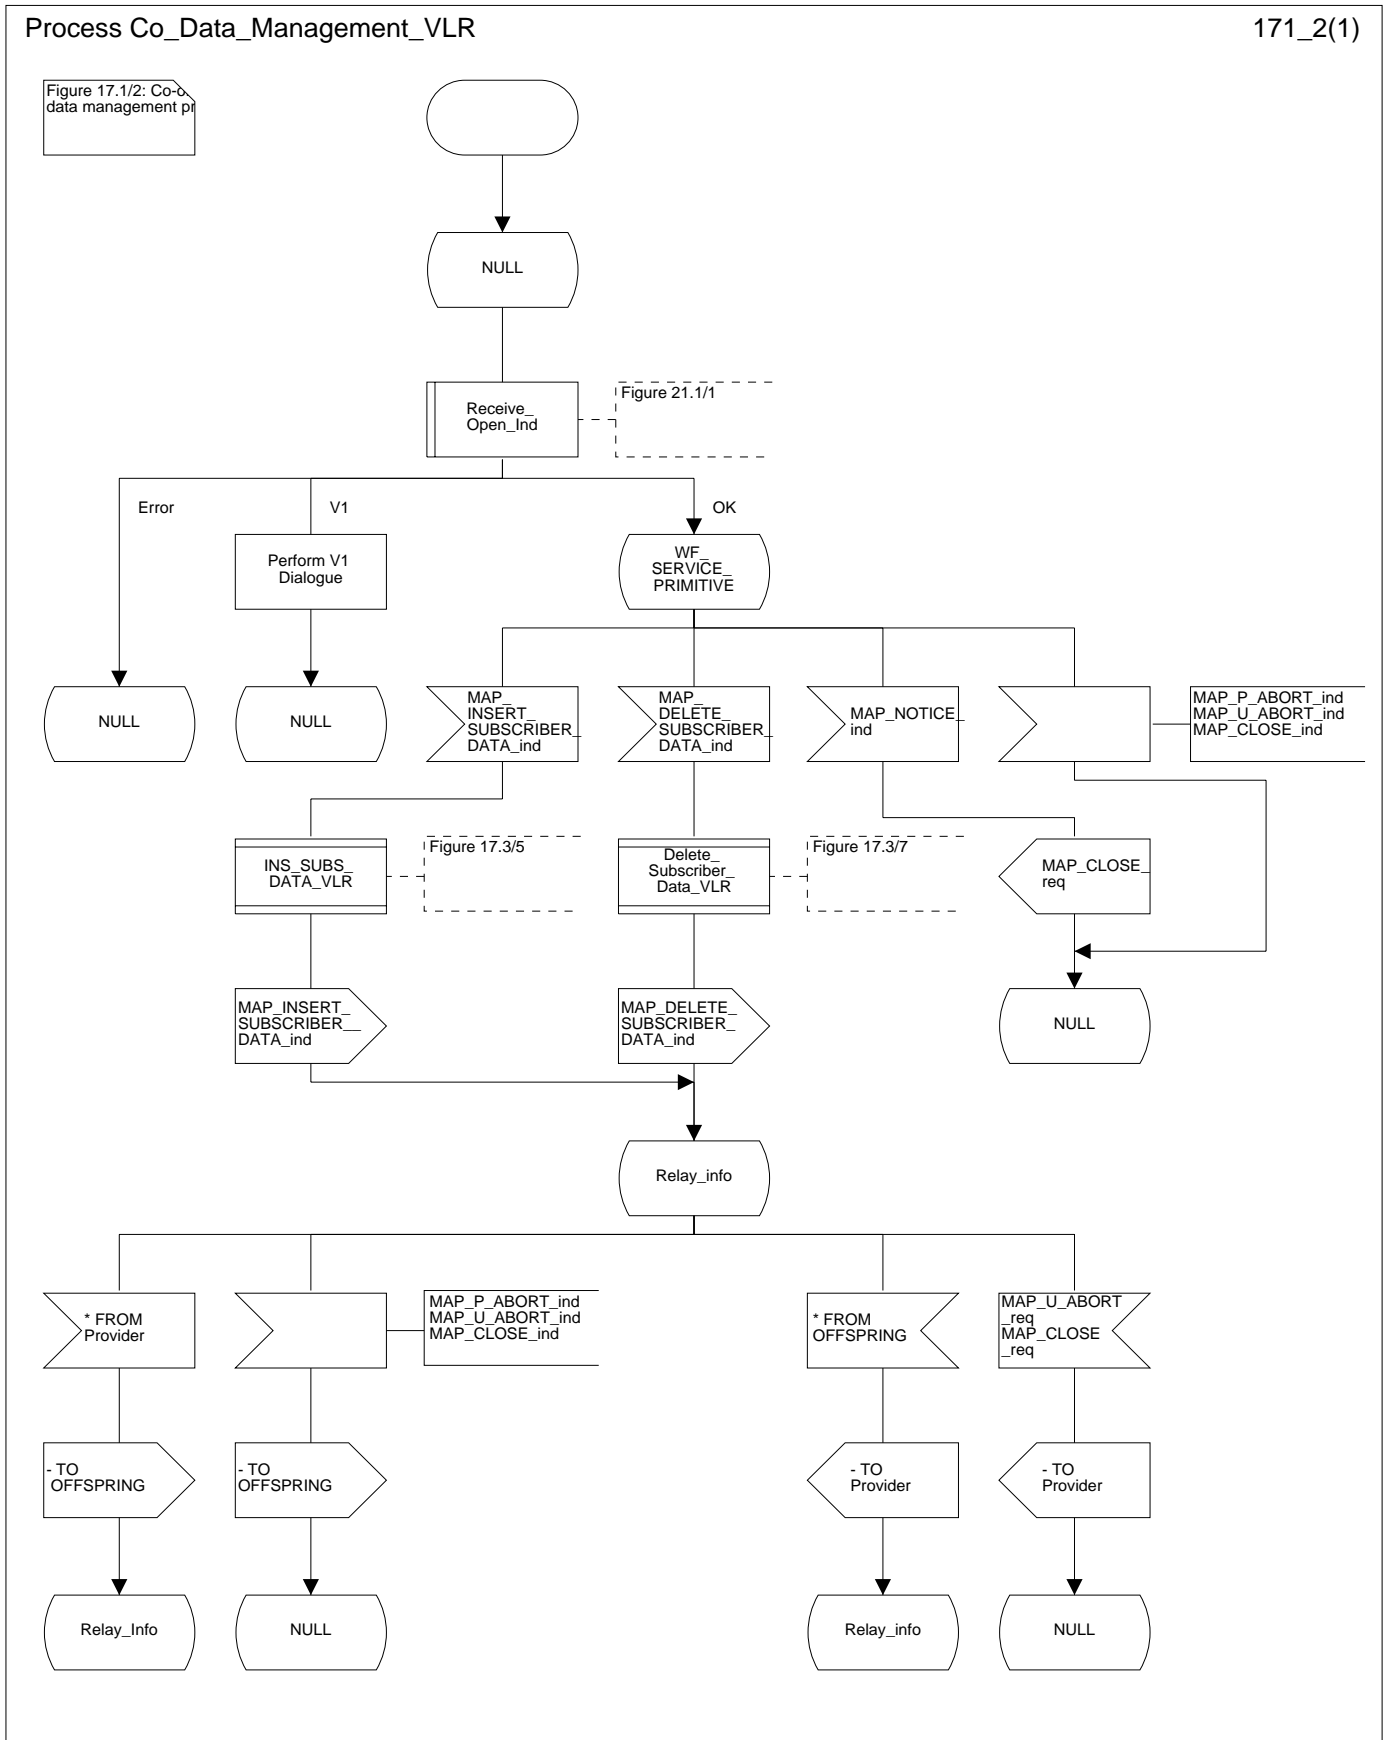 Process Co_Data_Management_VLR
171_2(1)
Figure 17.1/2: Co-o
data management pr
NULL
Receive_
Open_Ind
Figure 21.1/1
Error
V1
OK
Perform V1
Dialogue
WF_
SERVICE_
PRIMITIVE
NULL
NULL
MAP_
INSERT_
SUBSCRIBER_
DATA_ind
MAP_
DELETE_
SUBSCRIBER_
DATA_ind
MAP_NOTICE_
ind
MAP_P_ABORT_ind
MAP_U_ABORT_ind
MAP_CLOSE_ind
INS_SUBS_
DATA_VLR
Figure 17.3/5
Delete_
Subscriber_
Data_VLR
Figure 17.3/7
MAP_CLOSE_
req
MAP_INSERT_
SUBSCRIBER__
DATA_ind
MAP_DELETE_
SUBSCRIBER_
DATA_ind
NULL
Relay_info
* FROM
Provider
MAP_P_ABORT_ind
MAP_U_ABORT_ind
MAP_CLOSE_ind
* FROM
OFFSPRING
MAP_U_ABORT
_req
MAP_CLOSE
_req
- TO
OFFSPRING
- TO
OFFSPRING
- TO
Provider
- TO
Provider
Relay_Info
NULL
Relay_info
NULL